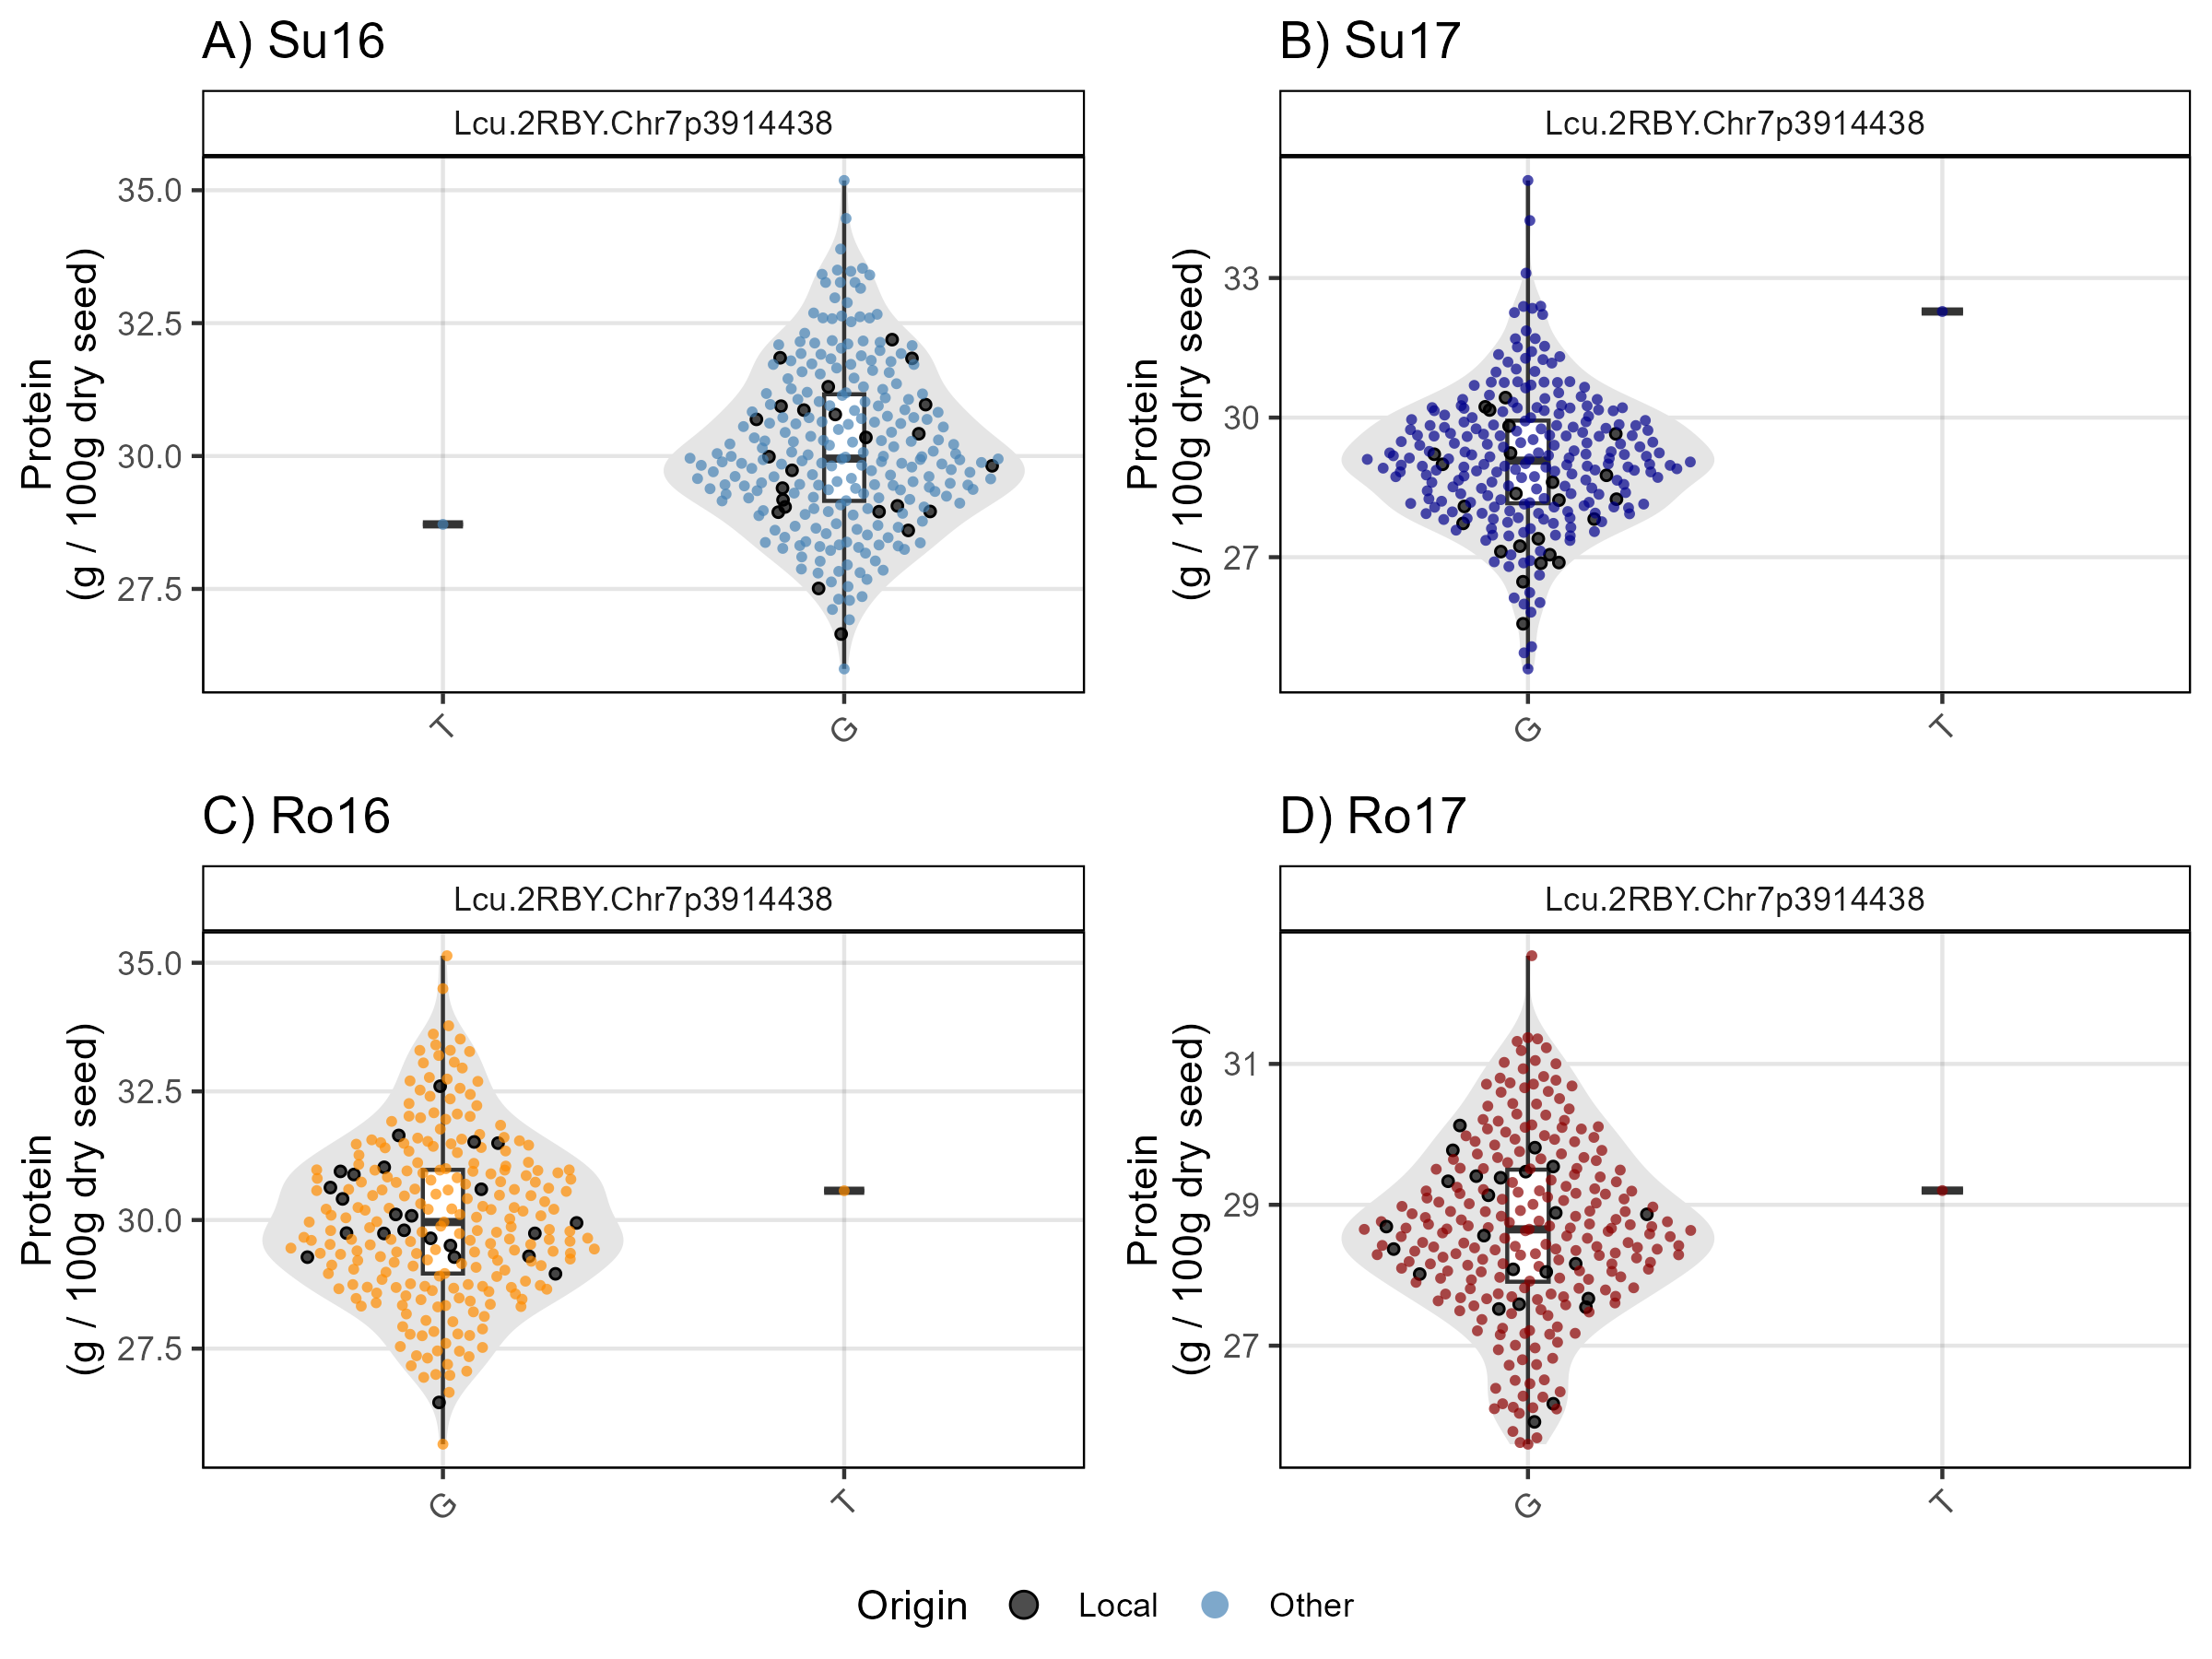 A) Su16
Lcu.2RBY.Chr7p3914438
Protein
(g / 100g dry seed)
35.0
32.5
30.0
27.5
T
G
B) Su17
Lcu.2RBY.Chr7p3914438
Protein
(g / 100g dry seed)
33
30
27
G
T
C) Ro16
Lcu.2RBY.Chr7p3914438
Protein
(g / 100g dry seed)
35.0
32.5
30.0
27.5
G
T
D) Ro17
Lcu.2RBY.Chr7p3914438
Protein
(g / 100g dry seed)
31
29
27
G
T
Origin Local Other